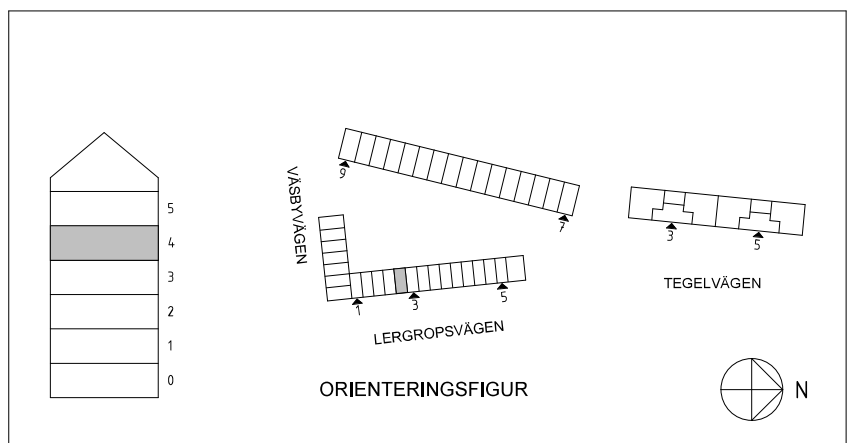 5
4
3
2
1
0
VÄSBYVÄGEN
9
7
1
3
5
LERGROPSVÄGEN
3
5
TEGELVÄGEN
ORIENTERINGSFIGUR
N